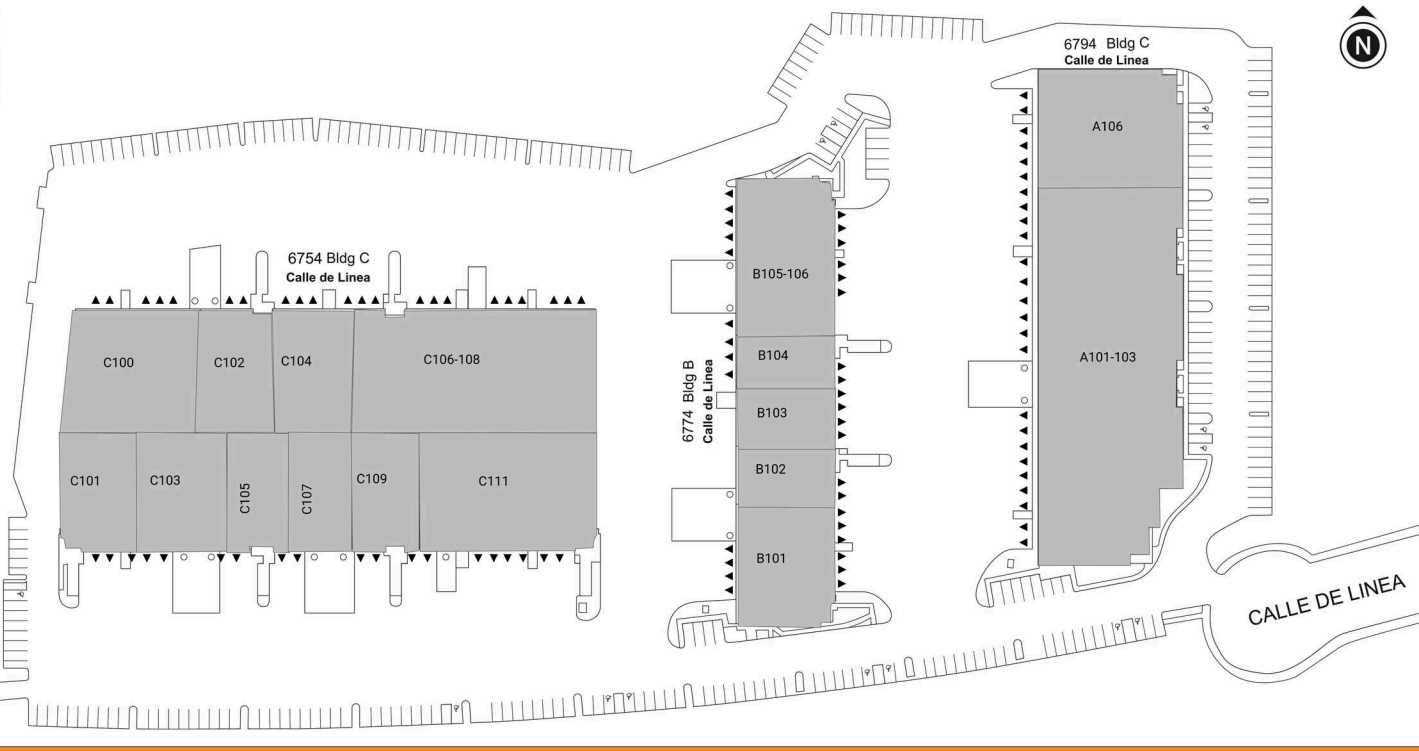 N
6794 Bldg C
Calle de Linea
A106
A101-103
6754 Bldg C
Calle de Linea
C100
C102
C104
C106-108
C101
C103
C105
C107
C109
C111
6774 Bldg B
Calle de Linea
B105-106
B104
B103
B102
B101
CALLE DE LINEA